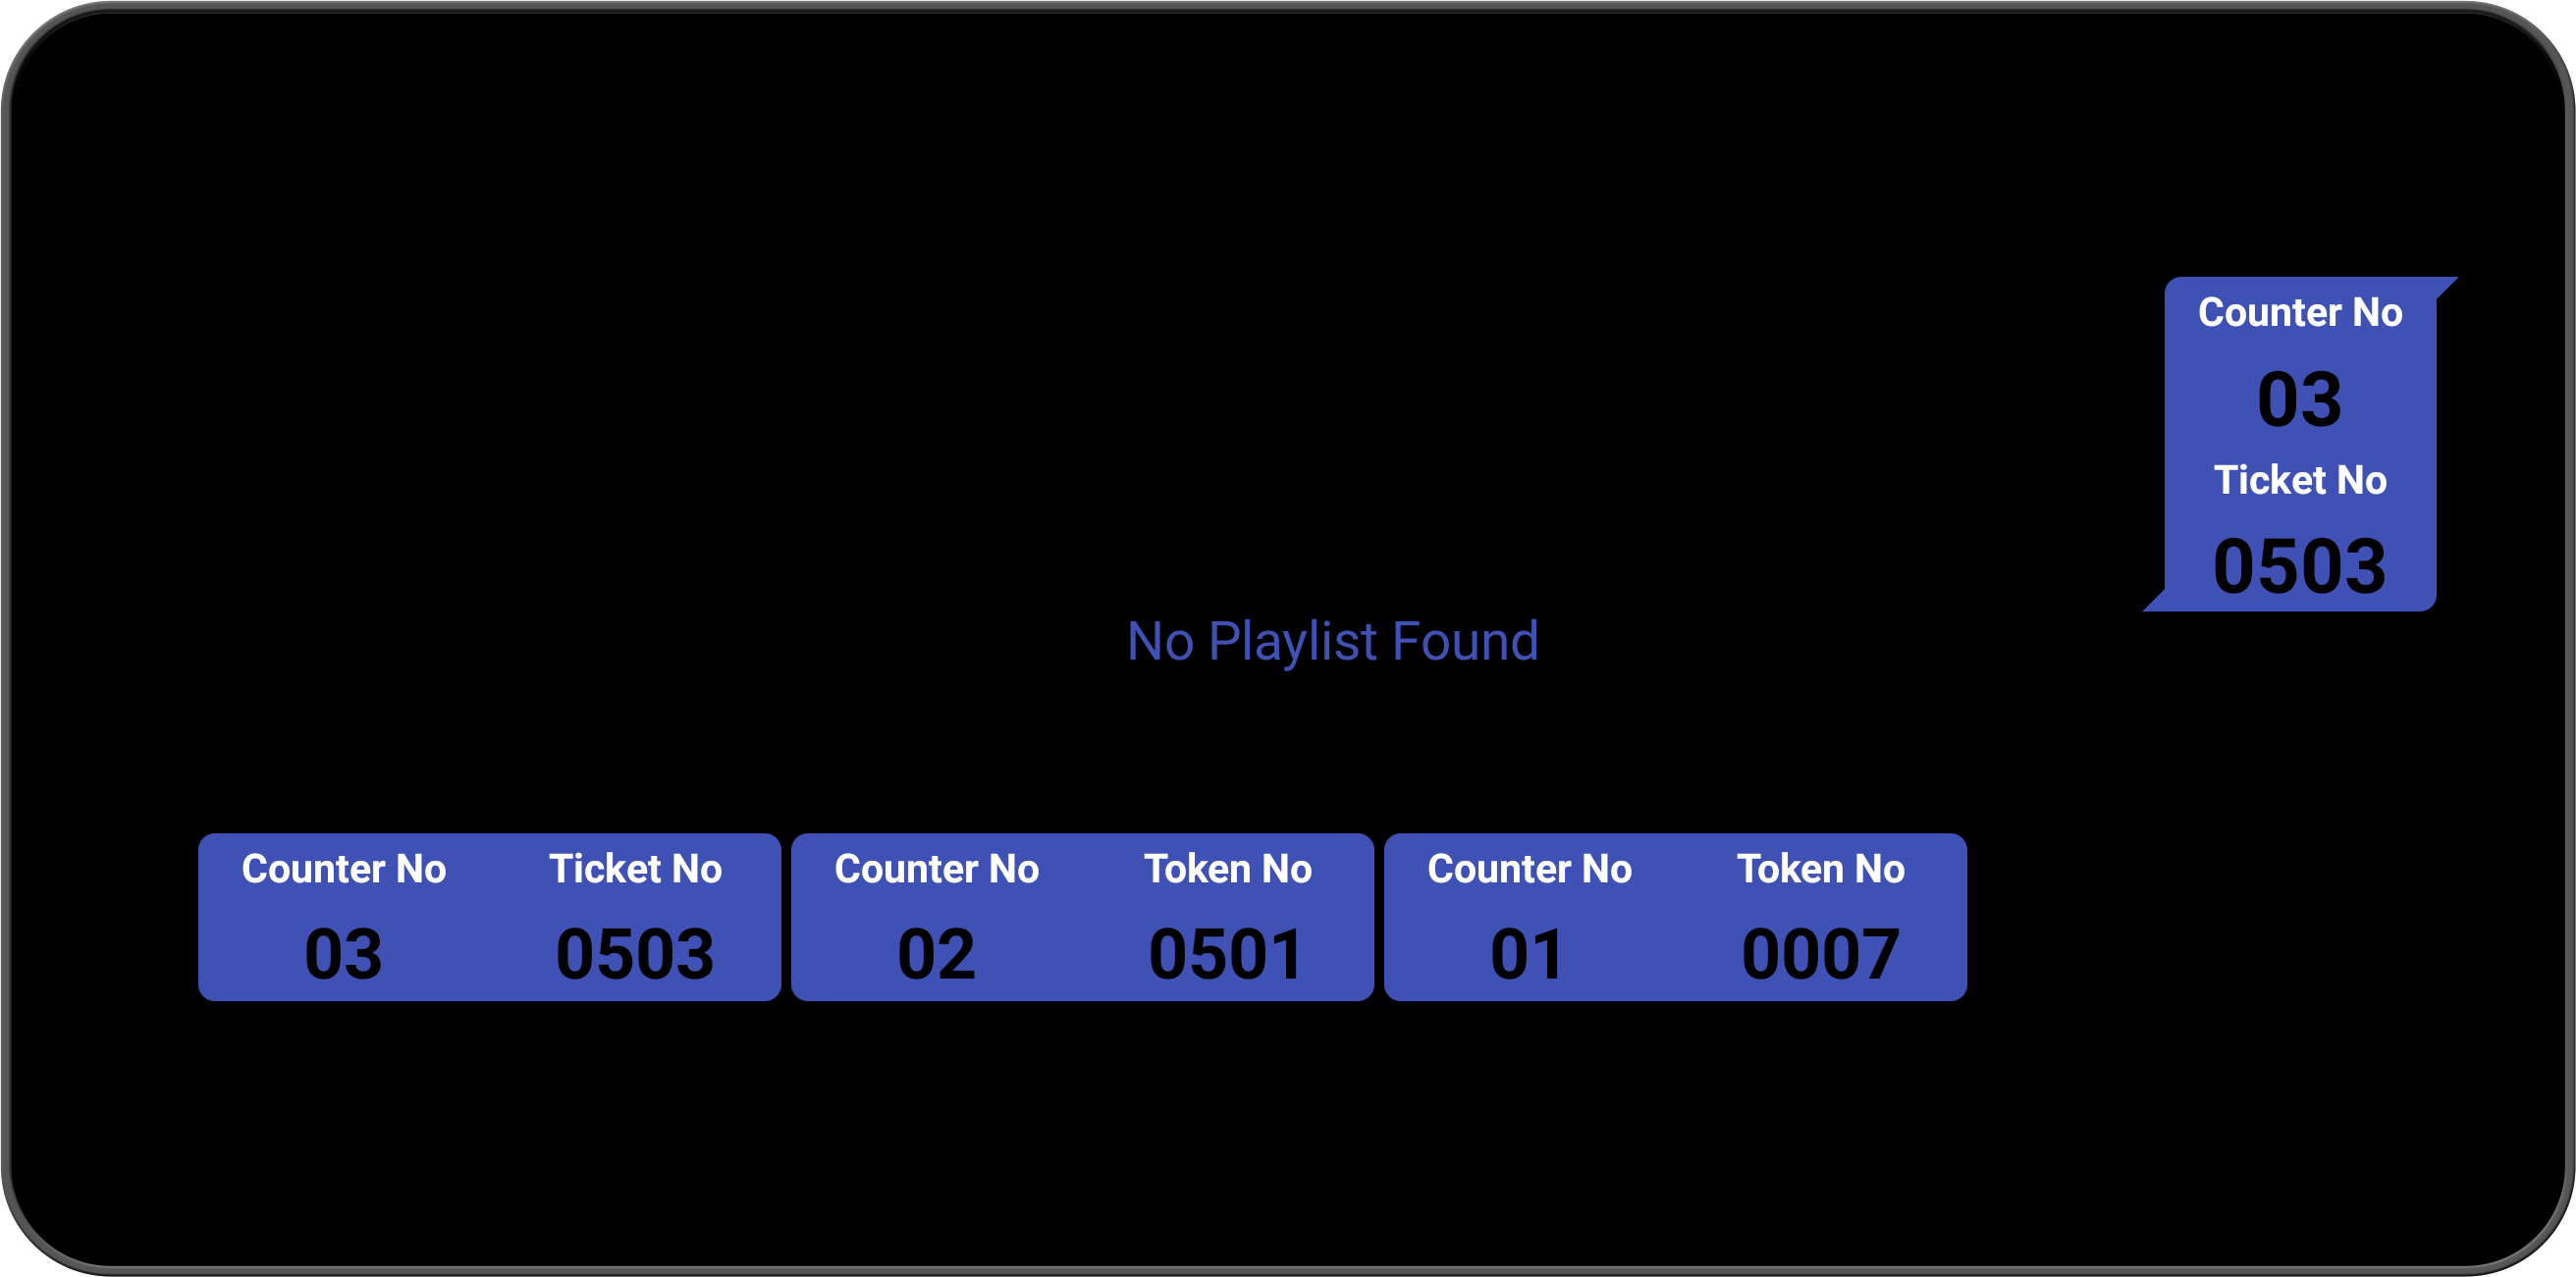 Counter No
03
Ticket No
0503
No Playlist Found
Counter No Ticket No Counter No Token No Counter No Token No
03 0503 02 0501 01 0007